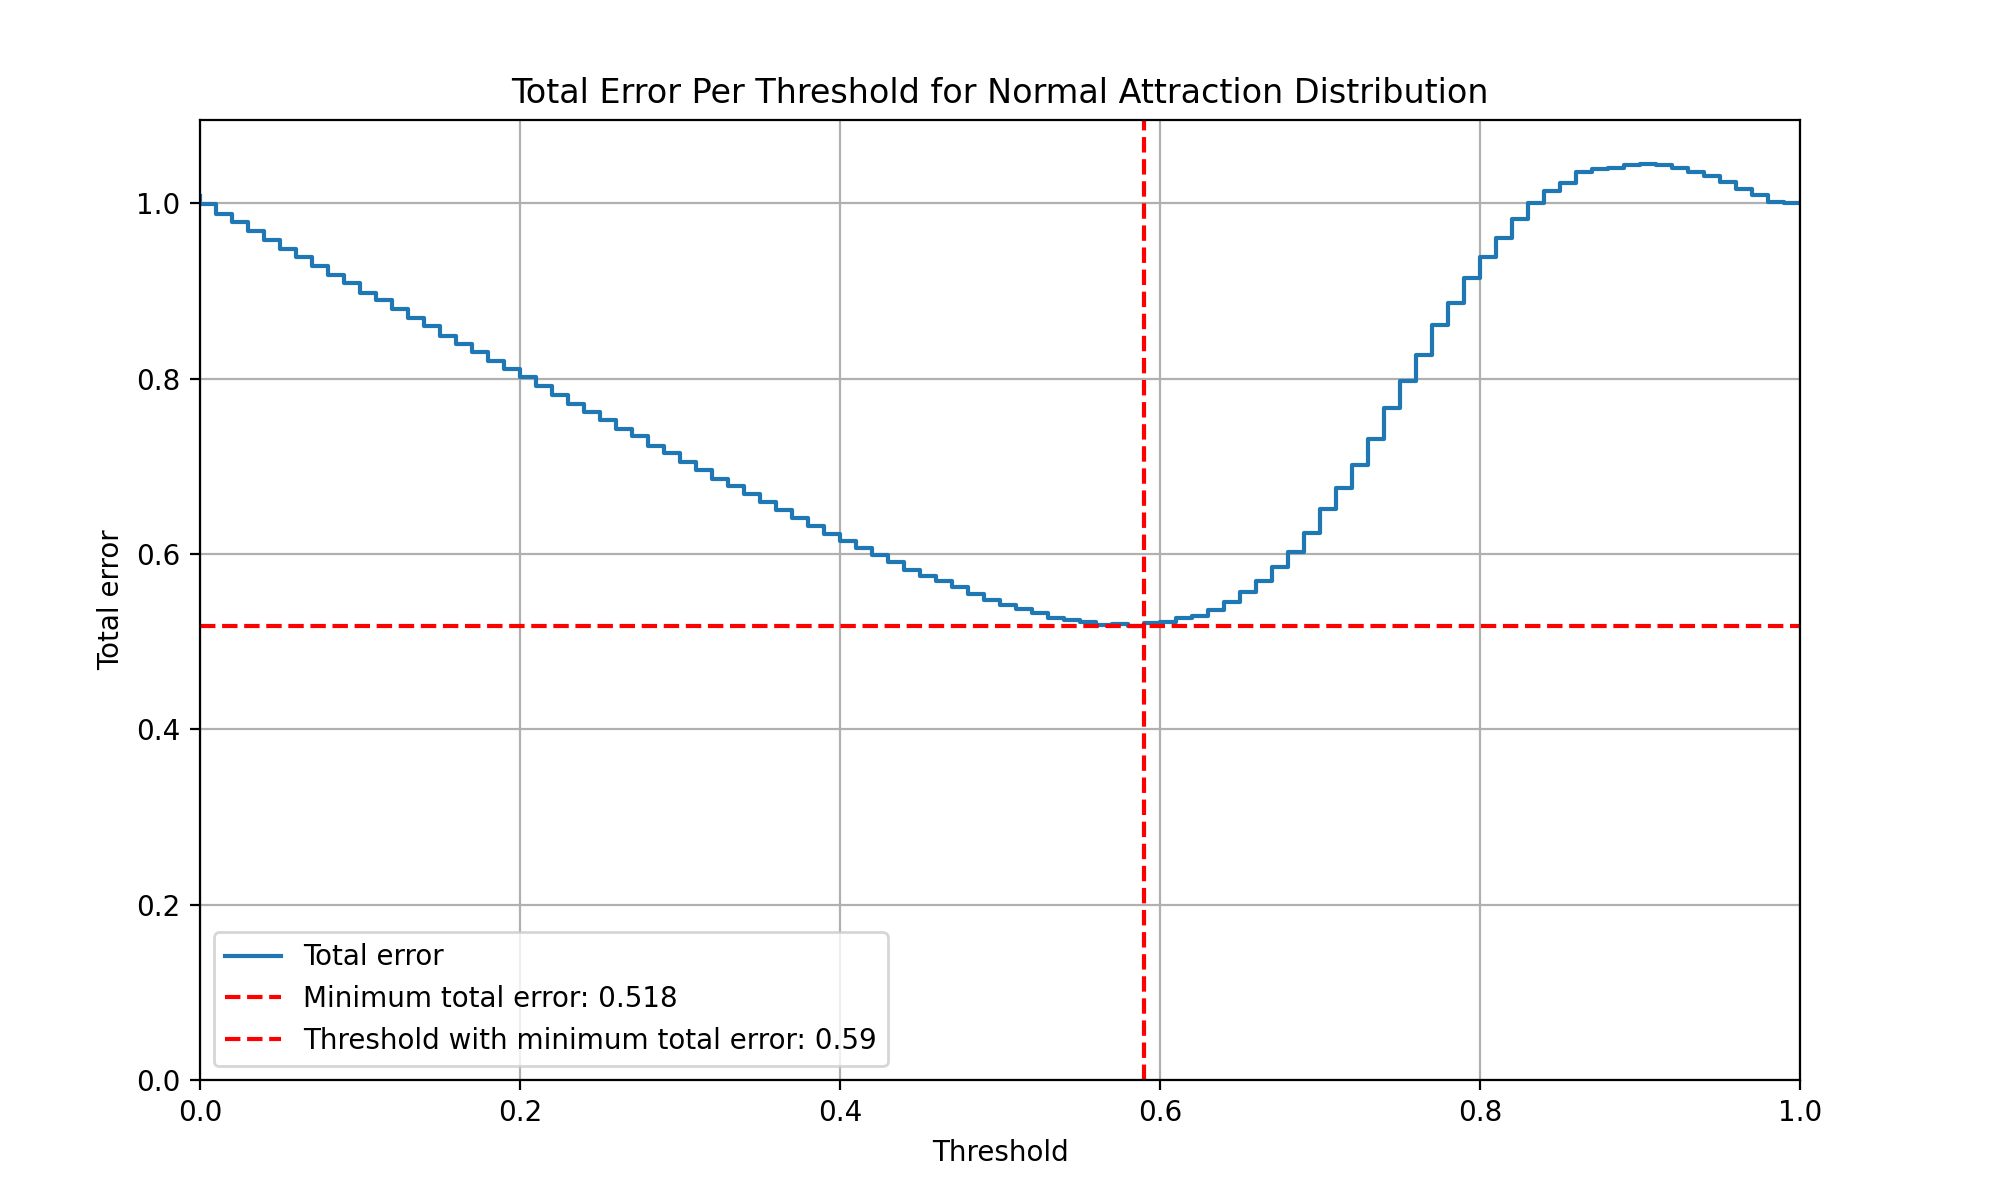 Total Error Per Threshold for Normal Attraction Distribution
1.0
0.8
0.6
0.4
0.2
0.0
Total error
Total error
Minimum total error: 0.518
Threshold with minimum total error: 0.59
0.0 0.2 0.4 0.6 0.8 1.0
Threshold